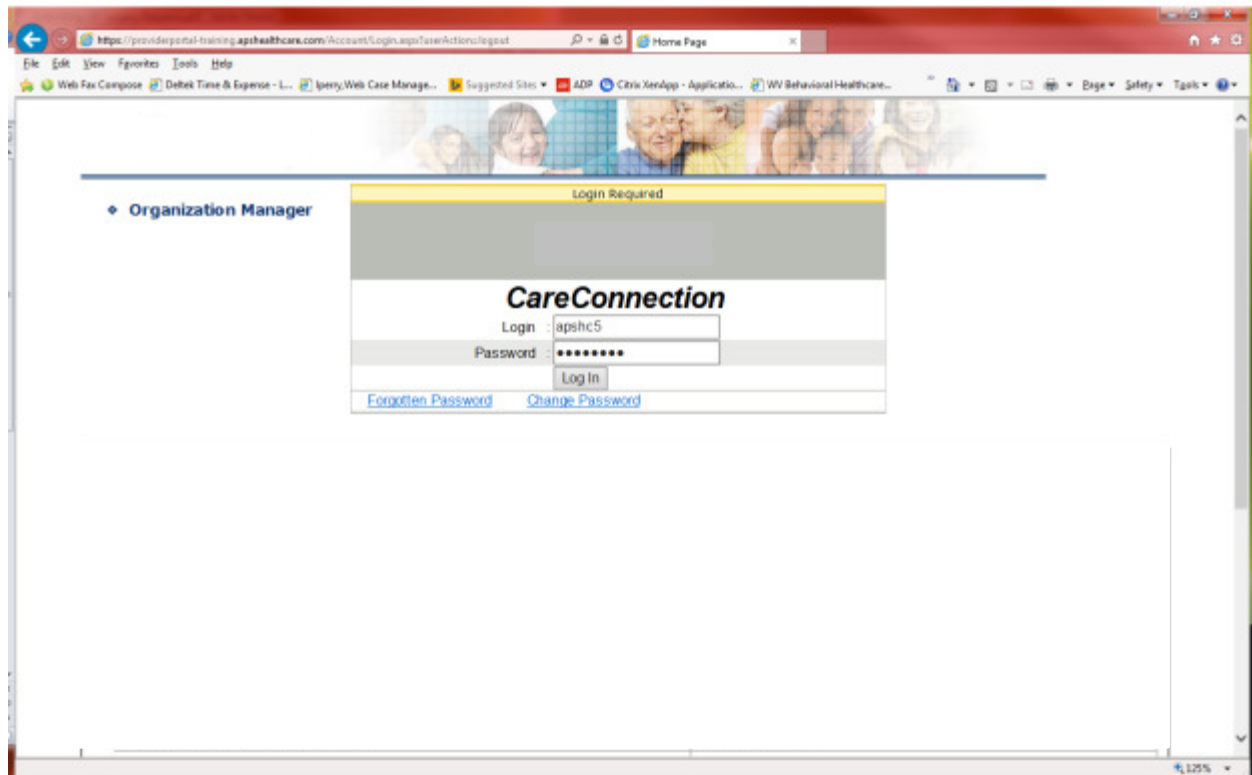 https://providerportal-training.apshealthcare.com/Account/Login.aspx?userAction=logout
Home Page
File Edit View Favorites Tools Help
Web Fax Compose Deltek Time & Expense - L... lperry,Web Case Manage... Suggested Sites ADP Citrix XenApp - Applicatio... WV Behavioral Healthcare... Page Safety Tools
Login Required
Organization Manager
CareConnection
Login : apshc5
Password :
Log In
Forgotten Password Change Password
125%